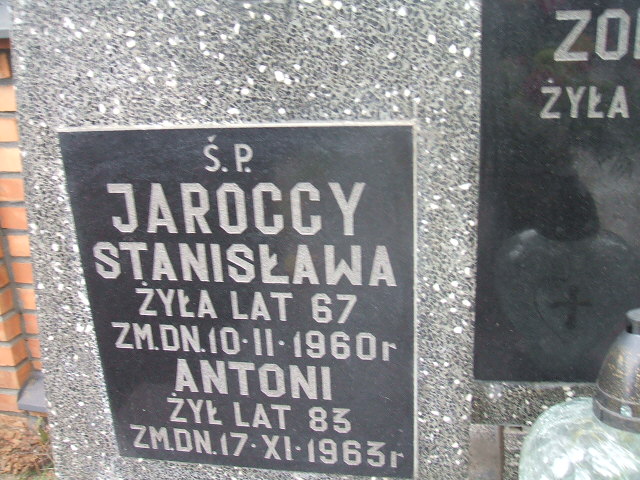 Ś.P.
JAROCCY
STANISŁAWA
ŻYŁA LAT 67
ZM.DN.10·II·1960r
ANTONI
ŻYŁ LAT 83
ZM.DN.17·XI·1963r
ŻYŁA